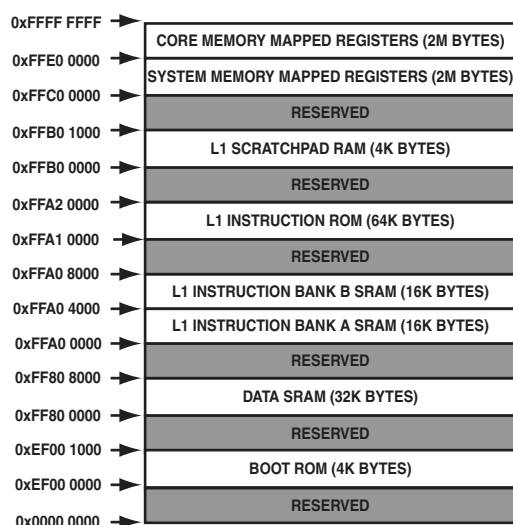 0xFFFF FFFF
CORE MEMORY MAPPED REGISTERS (2M BYTES)
0xFFE0 0000
SYSTEM MEMORY MAPPED REGISTERS (2M BYTES)
0xFFC0 0000
RESERVED
0xFFB0 1000
L1 SCRATCHPAD RAM (4K BYTES)
0xFFB0 0000
RESERVED
0xFFA2 0000
L1 INSTRUCTION ROM (64K BYTES)
0xFFA1 0000
RESERVED
0xFFA0 8000
L1 INSTRUCTION BANK B SRAM (16K BYTES)
0xFFA0 4000
L1 INSTRUCTION BANK A SRAM (16K BYTES)
0xFFA0 0000
RESERVED
0xFF80 8000
DATA SRAM (32K BYTES)
0xFF80 0000
RESERVED
0xEF00 1000
BOOT ROM (4K BYTES)
0xEF00 0000
RESERVED
0x0000 0000